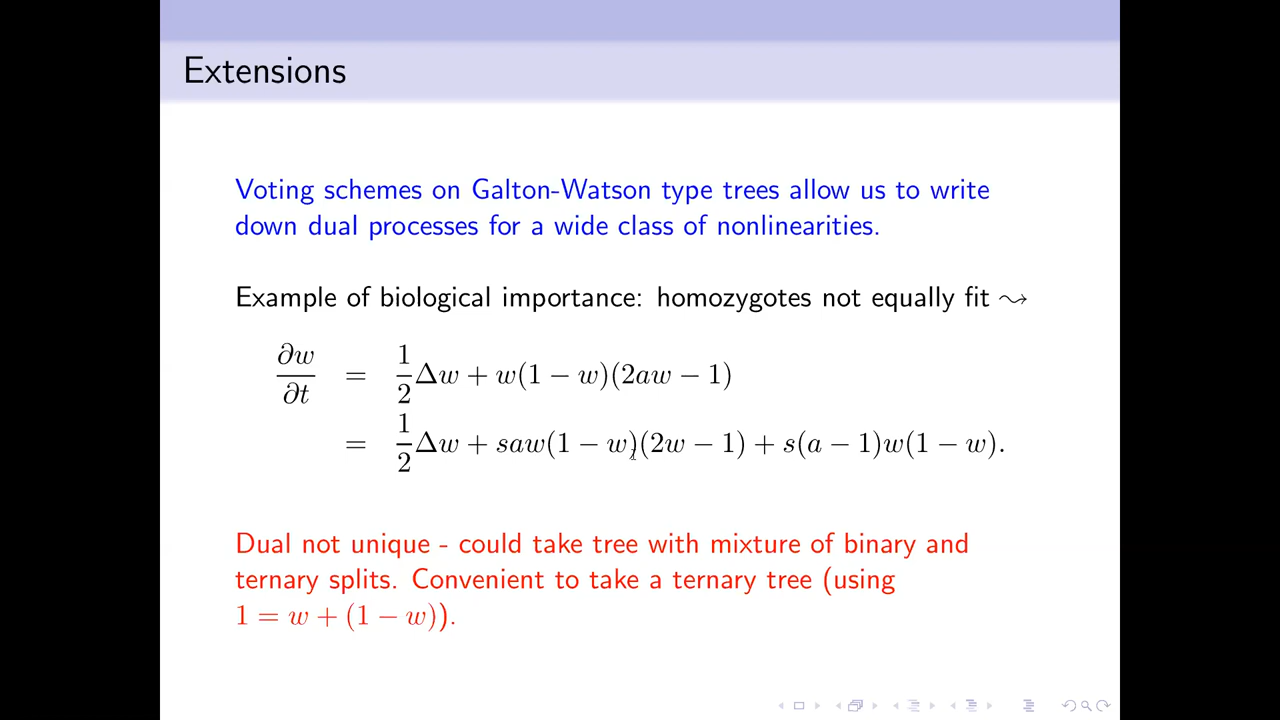 Extensions
Voting schemes on Galton-Watson type trees allow us to write
down dual processes for a wide class of nonlinearities.
Example of biological importance: homozygotes not equally fit ⇝
∂w/∂t = 1/2 Δw + w(1 − w)(2aw − 1)
= 1/2 Δw + saw(1 − w)(2w − 1) + s(a − 1)w(1 − w).
Dual not unique - could take tree with mixture of binary and
ternary splits. Convenient to take a ternary tree (using
1 = w + (1 − w)).